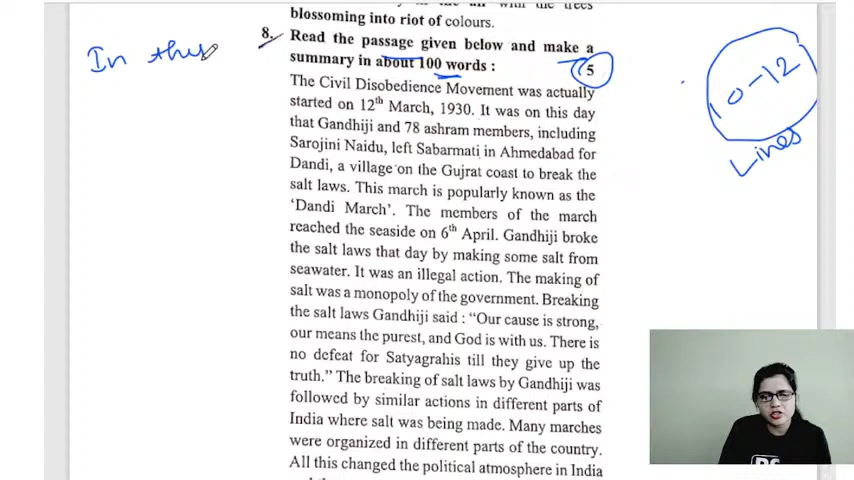 blossoming into riot of colours.
8. Read the passage given below and make a
summary in about 100 words :
5
In this
10-12
Lines
The Civil Disobedience Movement was actually
started on 12th March, 1930. It was on this day
that Gandhiji and 78 ashram members, including
Sarojini Naidu, left Sabarmati in Ahmedabad for
Dandi, a village on the Gujrat coast to break the
salt laws. This march is popularly known as the
‘Dandi March’. The members of the march
reached the seaside on 6th April. Gandhiji broke
the salt laws that day by making some salt from
seawater. It was an illegal action. The making of
salt was a monopoly of the government. Breaking
the salt laws Gandhiji said : “Our cause is strong,
our means the purest, and God is with us. There is
no defeat for Satyagrahis till they give up the
truth.” The breaking of salt laws by Gandhiji was
followed by similar actions in different parts of
India where salt was being made. Many marches
were organized in different parts of the country.
All this changed the political atmosphere in India